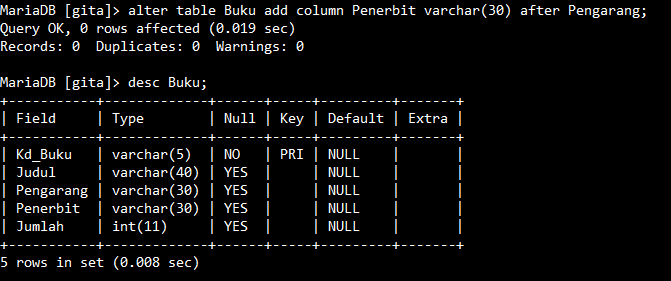 MariaDB [gita]> alter table Buku add column Penerbit varchar(30) after Pengarang;
Query OK, 0 rows affected (0.019 sec)
Records: 0  Duplicates: 0  Warnings: 0

MariaDB [gita]> desc Buku;
+-----------+-------------+------+-----+---------+-------+
| Field     | Type        | Null | Key | Default | Extra |
+-----------+-------------+------+-----+---------+-------+
| Kd_Buku   | varchar(5)  | NO   | PRI | NULL    |       |
| Judul     | varchar(40) | YES  |     | NULL    |       |
| Pengarang | varchar(30) | YES  |     | NULL    |       |
| Penerbit  | varchar(30) | YES  |     | NULL    |       |
| Jumlah    | int(11)     | YES  |     | NULL    |       |
+-----------+-------------+------+-----+---------+-------+
5 rows in set (0.008 sec)